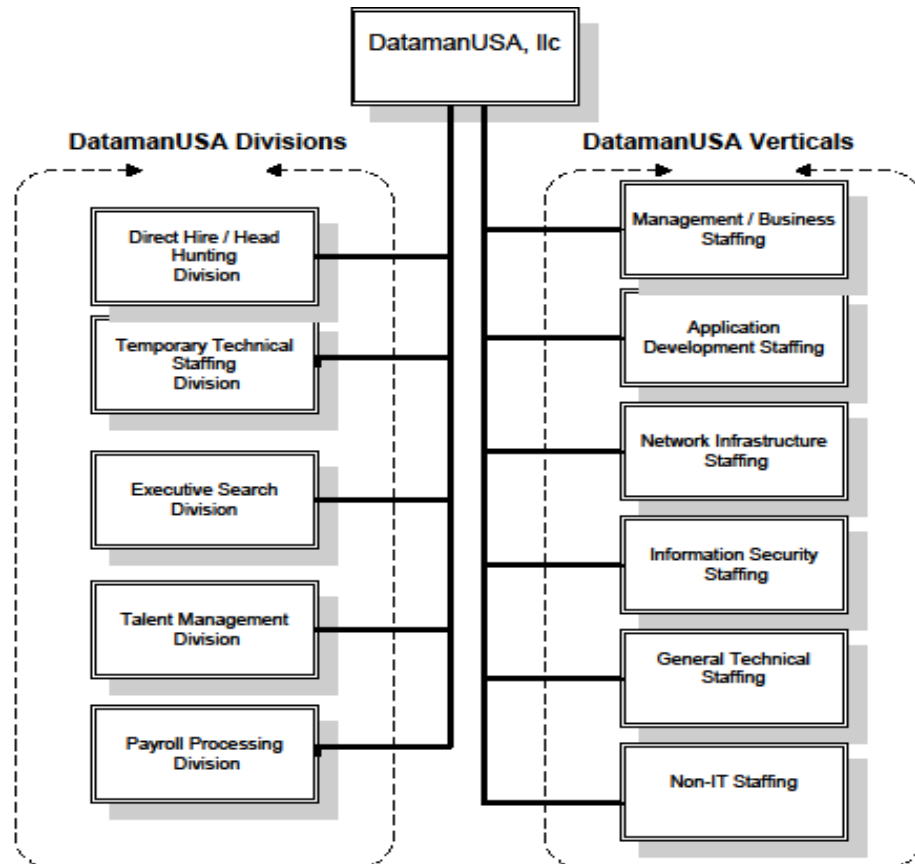 DatamanUSA, llc
DatamanUSA Divisions
Direct Hire / Head
Hunting
Division
Temporary Technical
Staffing
Division
Executive Search
Division
Talent Management
Division
Payroll Processing
Division
DatamanUSA Verticals
Management / Business
Staffing
Application
Development Staffing
Network Infrastructure
Staffing
Information Security
Staffing
General Technical
Staffing
Non-IT Staffing